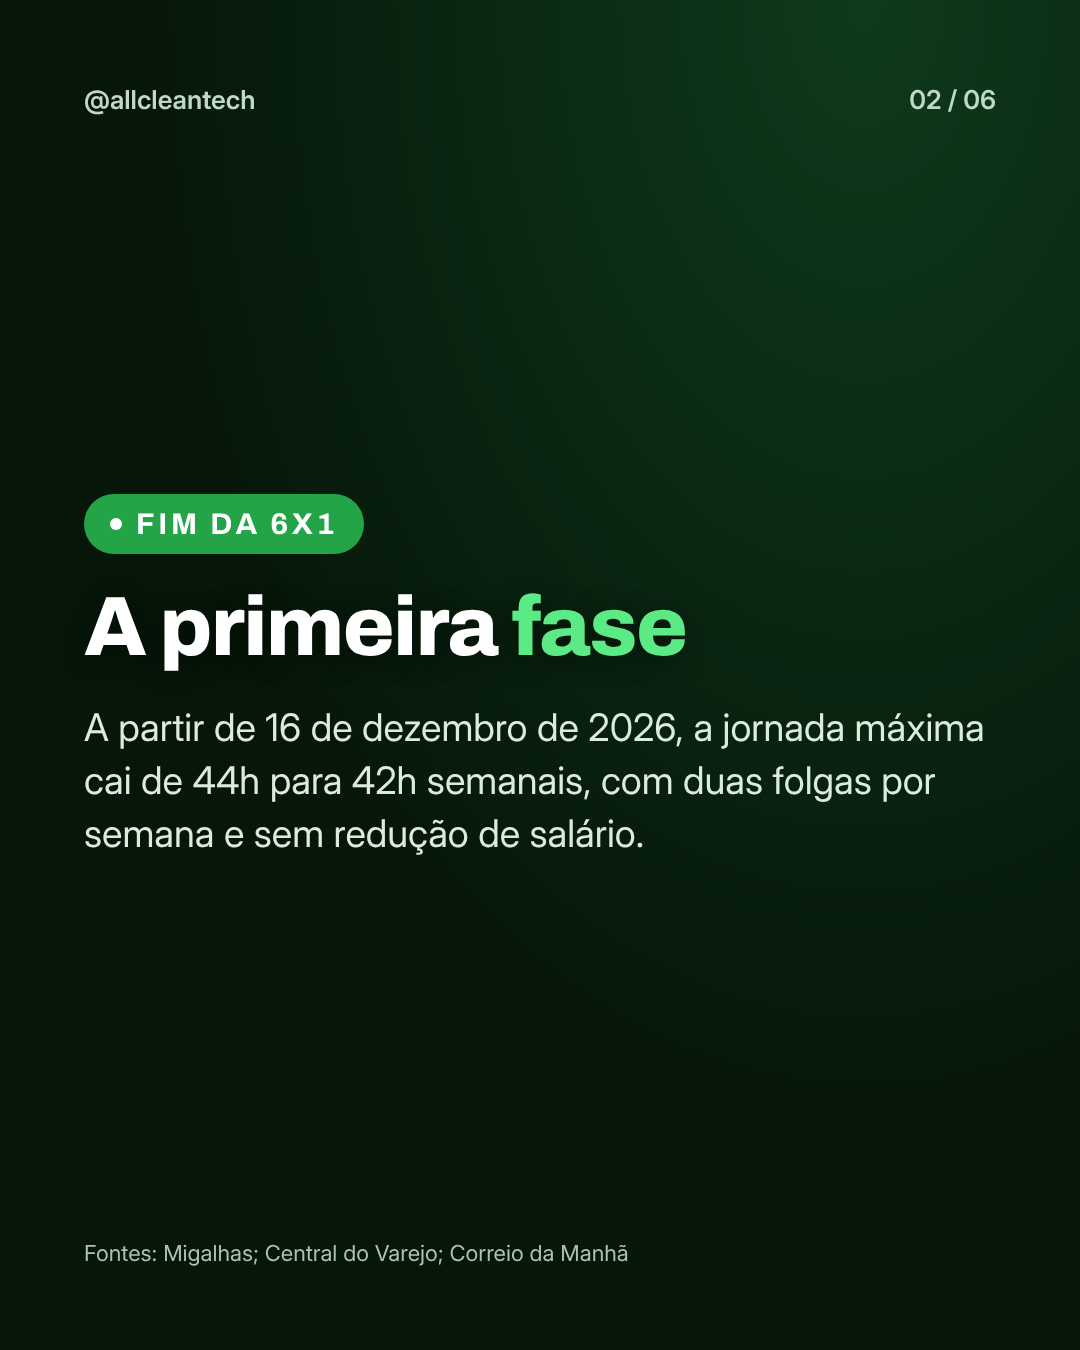 @allcleantech
02 / 06
FIM DA 6X1
A primeira fase
A partir de 16 de dezembro de 2026, a jornada máxima
cai de 44h para 42h semanais, com duas folgas por
semana e sem redução de salário.
Fontes: Migalhas; Central do Varejo; Correio da Manhã